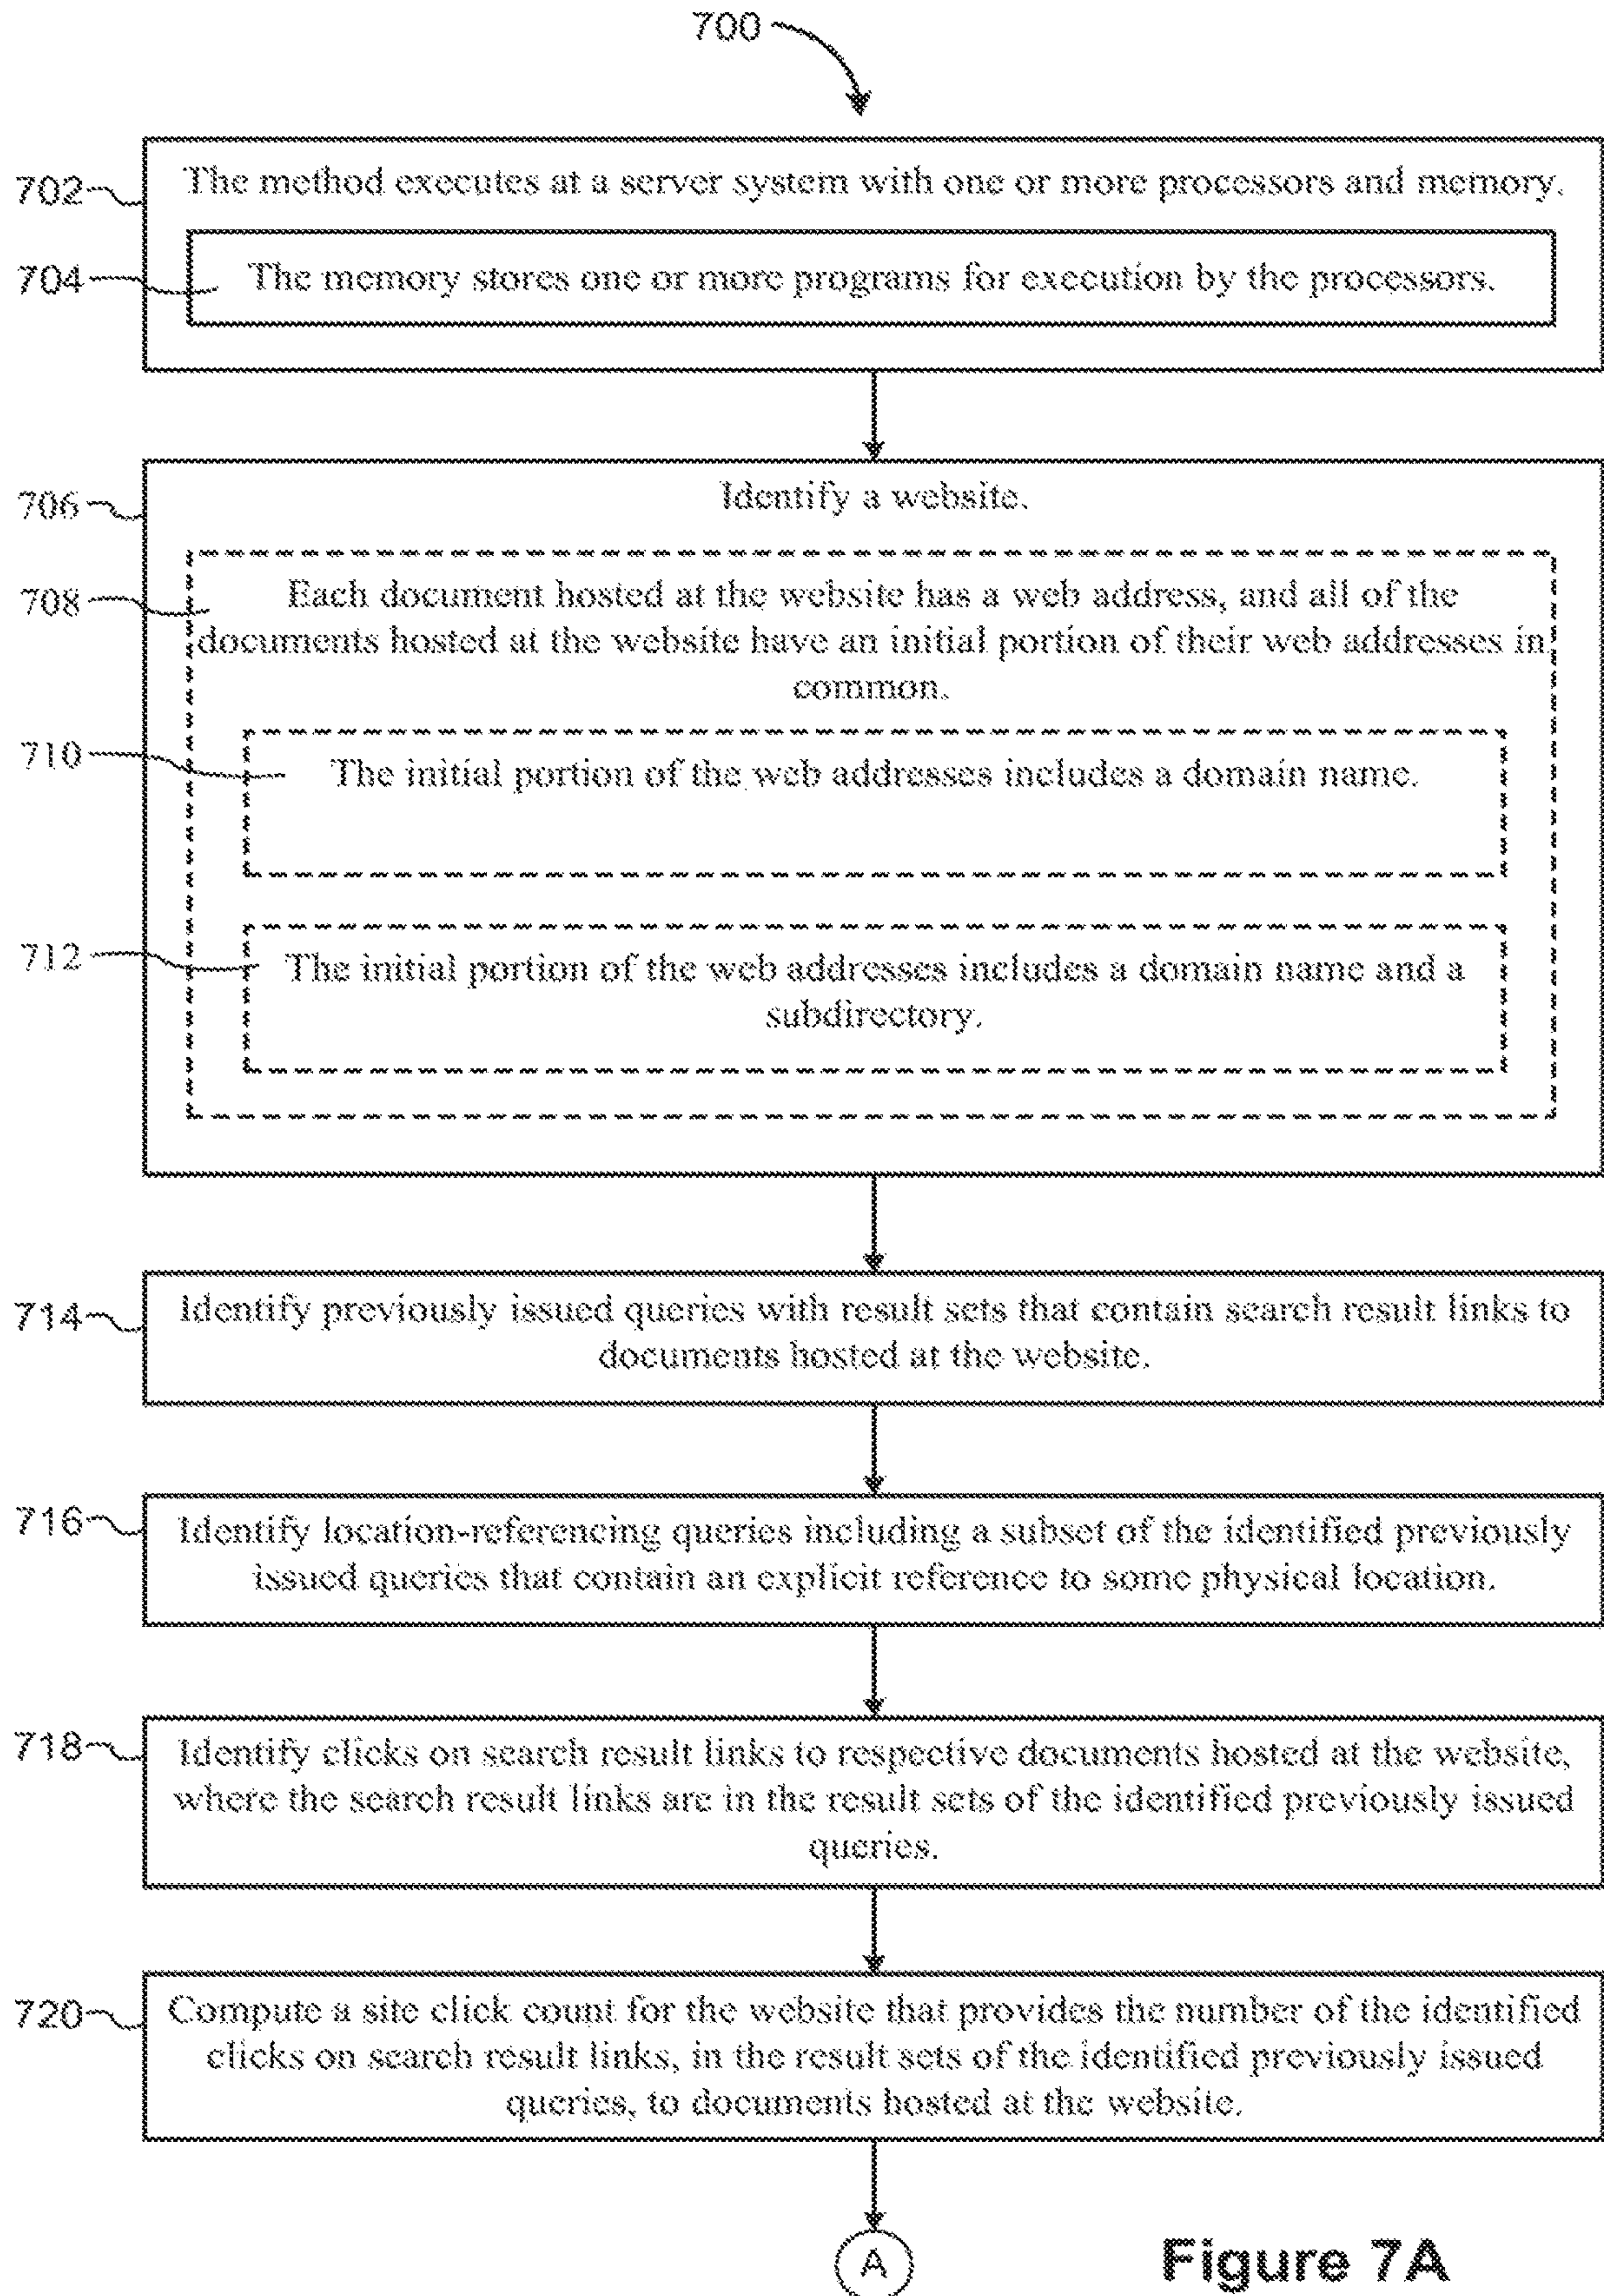 700
702
The method executes at a server system with one or more processors and memory.
704
The memory stores one or more programs for execution by the processors.
706
Identify a website.
708
Each document hosted at the website has a web address, and all of the
documents hosted at the website have an initial portion of their web addresses in
common.
710
The initial portion of the web addresses includes a domain name.
712
The initial portion of the web addresses includes a domain name and a
subdirectory.
714
Identify previously issued queries with result sets that contain search result links to
documents hosted at the website.
716
Identify location-referencing queries including a subset of the identified previously
issued queries that contain an explicit reference to some physical location.
718
Identify clicks on search result links to respective documents hosted at the website,
where the search result links are in the result sets of the identified previously issued
queries.
720
Compute a site click count for the website that provides the number of the identified
clicks on search result links, in the result sets of the identified previously issued
queries, to documents hosted at the website.
A
Figure 7A